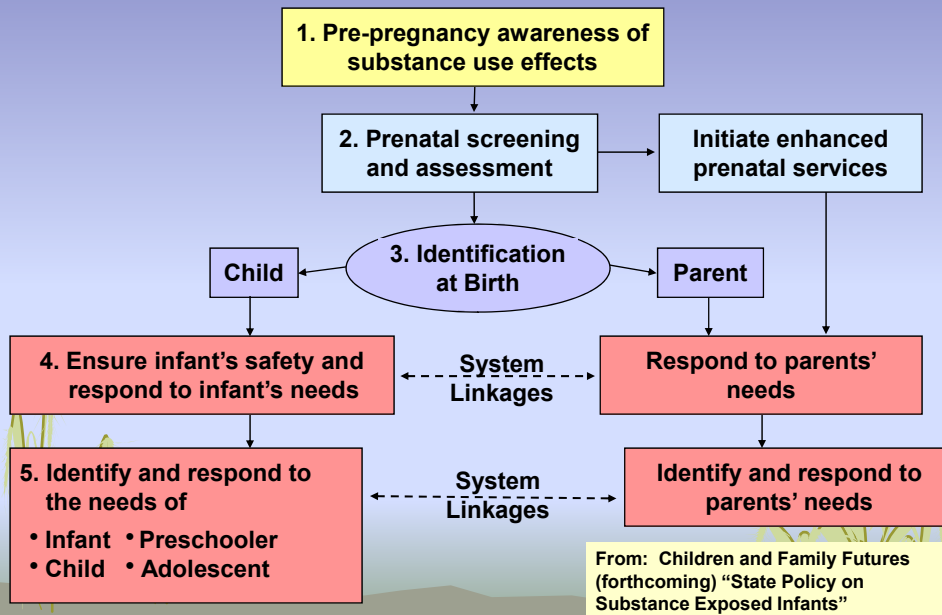 1. Pre-pregnancy awareness of
substance use effects
2. Prenatal screening
and assessment
Initiate enhanced
prenatal services
3. Identification
at Birth
Child
Parent
4. Ensure infant’s safety and
respond to infant’s needs
System
Linkages
Respond to parents’
needs
5. Identify and respond to
the needs of
• Infant • Preschooler
• Child • Adolescent
System
Linkages
Identify and respond to
parents’ needs
From: Children and Family Futures
(forthcoming) “State Policy on
Substance Exposed Infants”